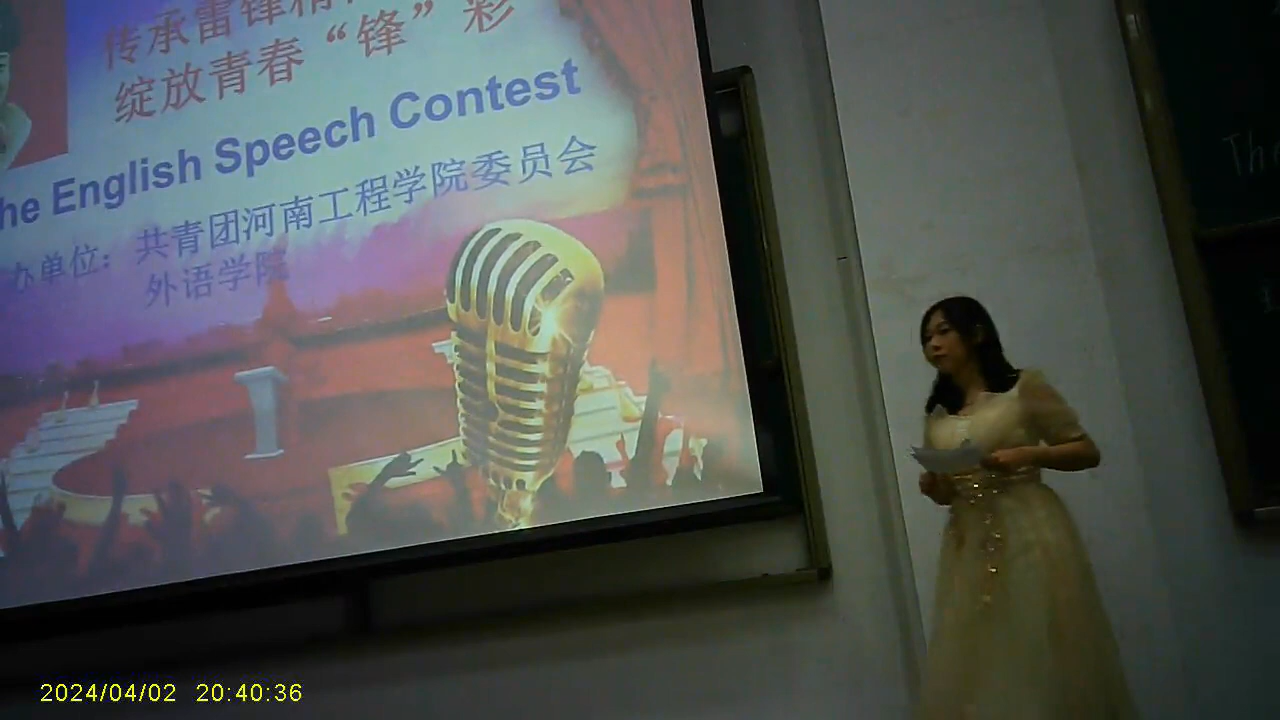 传承雷锋精
绽放青春“锋”彩
he English Speech Contest
办单位：共青团河南工程学院委员会
外语学院
The
2024/04/02 20:40:36